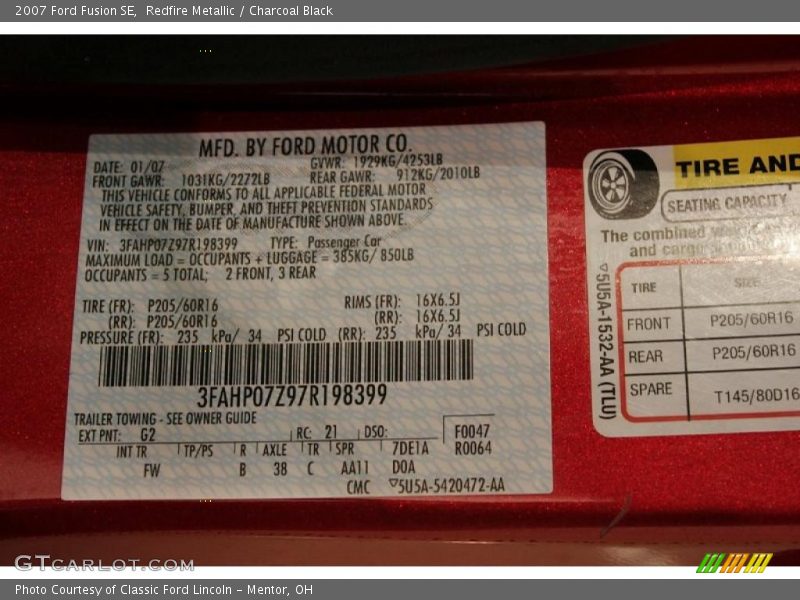 2007 Ford Fusion SE, Redfire Metallic / Charcoal Black
MFD. BY FORD MOTOR CO.
DATE: 01/07 GVWR: 1929KG/4253LB
FRONT GAWR: 1031KG/2272LB REAR GAWR: 912KG/2010LB
THIS VEHICLE CONFORMS TO ALL APPLICABLE FEDERAL MOTOR
VEHICLE SAFETY, BUMPER, AND THEFT PREVENTION STANDARDS
IN EFFECT ON THE DATE OF MANUFACTURE SHOWN ABOVE.
VIN: 3FAHP07Z97R198399 TYPE: Passenger Car
MAXIMUM LOAD = OCCUPANTS + LUGGAGE = 385KG/ 850LB
OCCUPANTS = 5 TOTAL; 2 FRONT, 3 REAR
TIRE (FR): P205/60R16 RIMS (FR): 16X6.5J
(RR): P205/60R16 (RR): 16X6.5J
PRESSURE (FR): 235 kPa/ 34 PSI COLD (RR): 235 kPa/ 34 PSI COLD
3FAHP07Z97R198399
TRAILER TOWING - SEE OWNER GUIDE
EXT PNT: G2 RC: 21 DSO: F0047
INT TR TP/PS R AXLE TR SPR 7DE1A R0064
FW B 38 C AA11 D0A
CMC ▽5U5A-5420472-AA
TIRE AND
SEATING CAPACITY
The combined
and cargo
▽5U5A-1532-AA (TLU)
TIRE SIZE
FRONT P205/60R16
REAR P205/60R16
SPARE T145/80D16
GTCARLOT.COM
Photo Courtesy of Classic Ford Lincoln - Mentor, OH